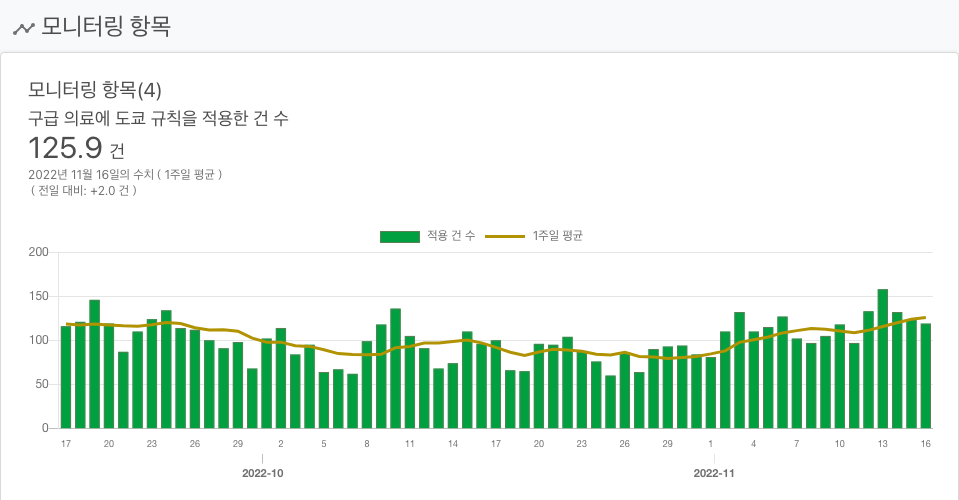 모니터링 항목
모니터링 항목(4)
구급 의료에 도쿄 규칙을 적용한 건 수
125.9 건
2022년 11월 16일의 수치 ( 1주일 평균 )
( 전일 대비: +2.0 건 )
적용 건 수 1주일 평균
200
150
100
50
0
17 20 23 26 29 2 5 8 11 14 17 20 23 26 29 1 4 7 10 13 16
2022-10 2022-11